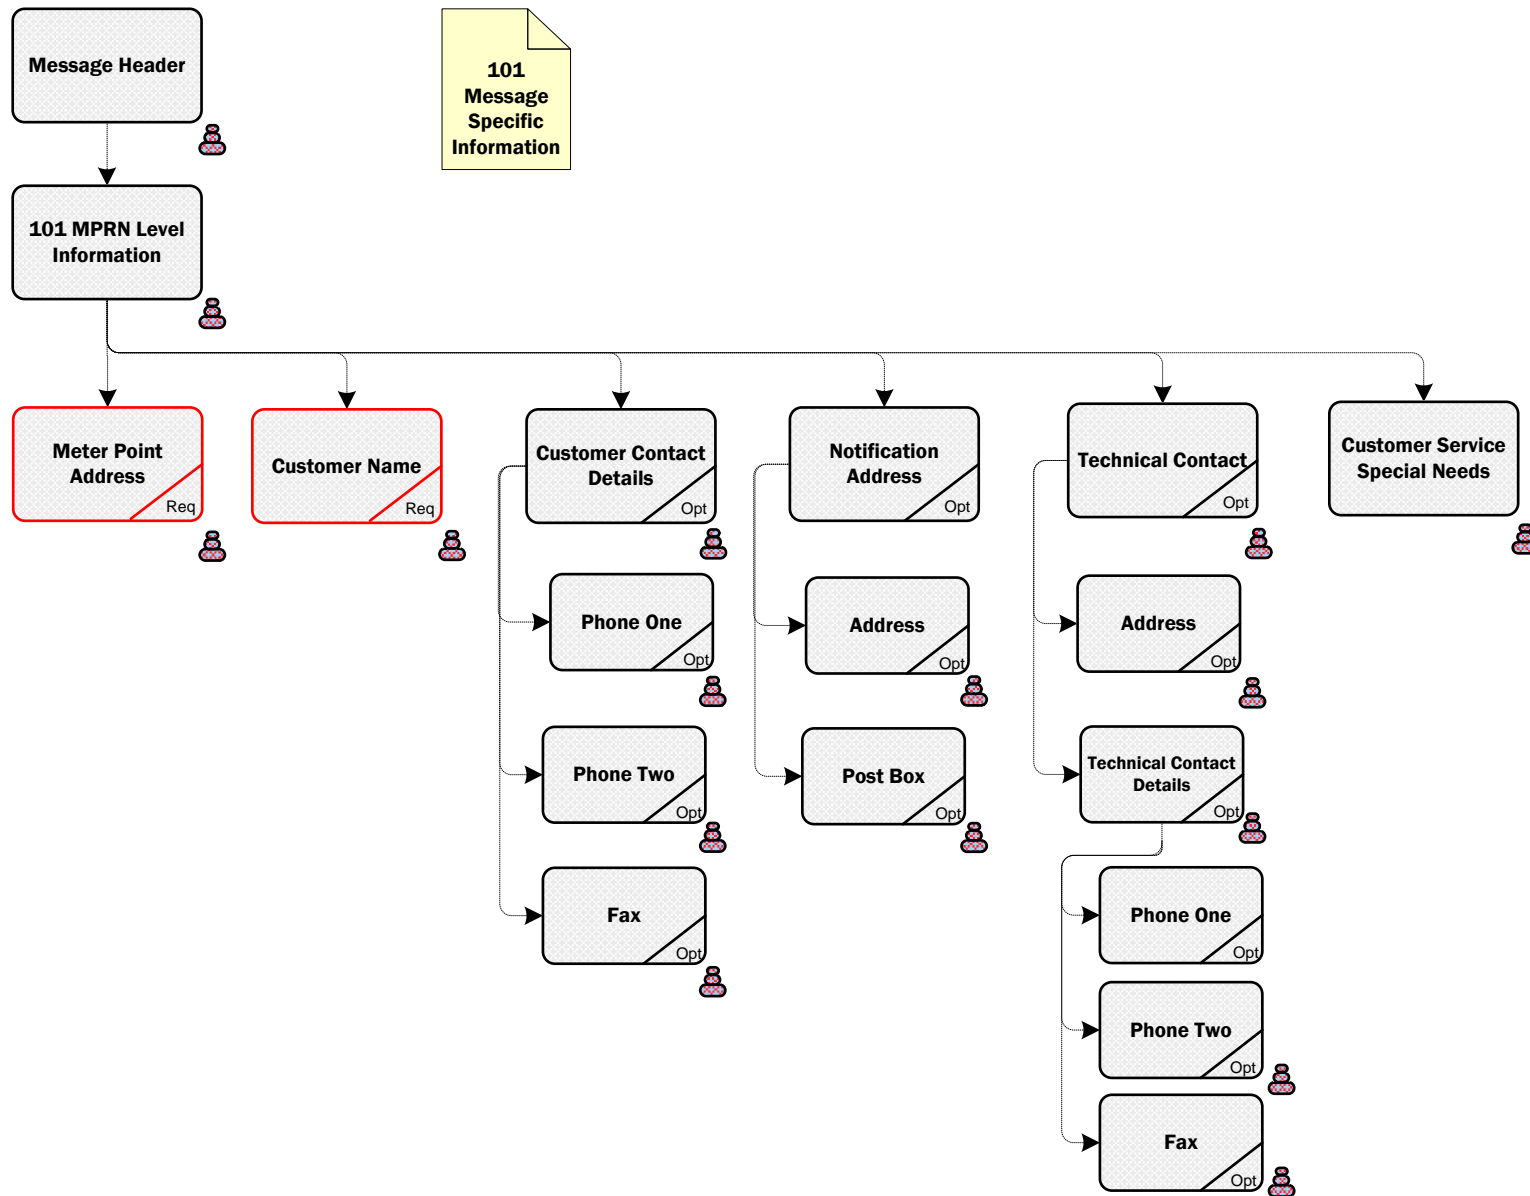 Message Header
101
Message
Specific
Information
101 MPRN Level
Information
Meter Point
Address
Req
Customer Name
Req
Customer Contact
Details
Opt
Notification
Address
Opt
Technical Contact
Opt
Customer Service
Special Needs
Phone One
Opt
Address
Opt
Address
Opt
Phone Two
Opt
Post Box
Opt
Technical Contact
Details
Opt
Fax
Opt
Phone One
Opt
Phone Two
Opt
Fax
Opt